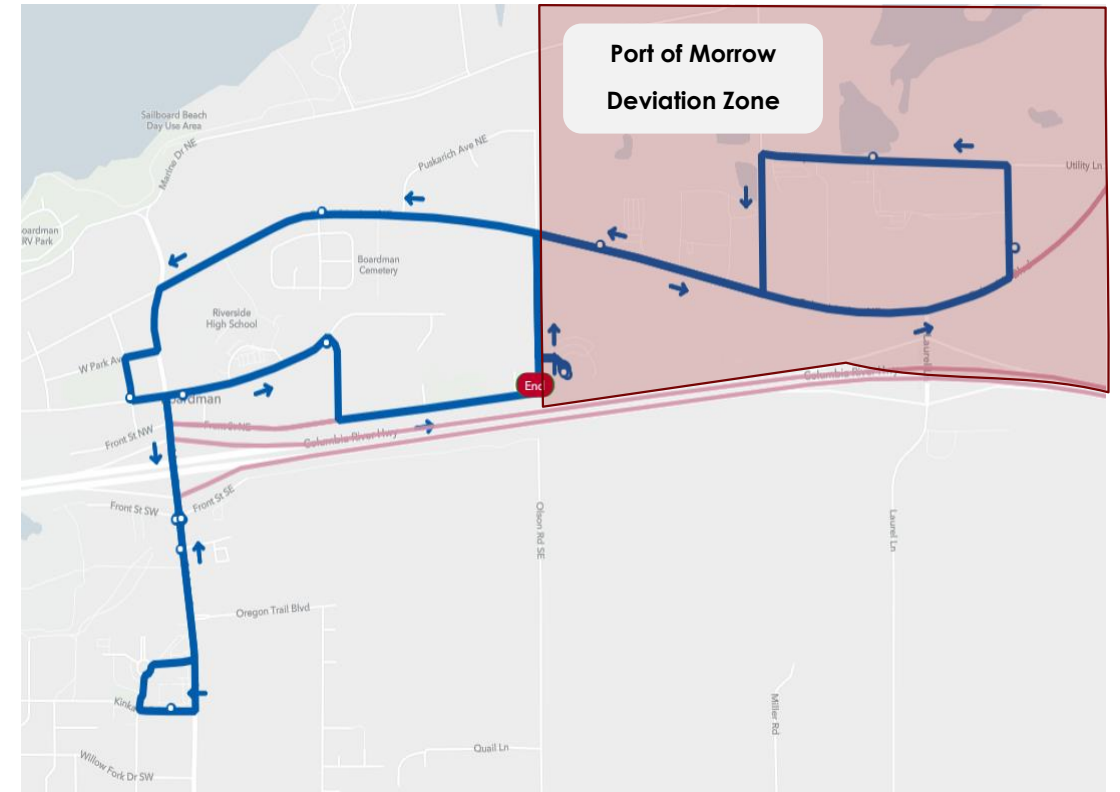 Port of Morrow
Deviation Zone
Sailboard Beach
Day Use Area
Marine Dr NE
Puskarich Ave NE
Utility Ln
oardman
RV Park
Boardman
Cemetery
Riverside
High School
W Park Av
End
Laurel L
Columbia River Hwy
oardman
Front St NW
Front St NE
Columbia River Hwy
Front St SW
Front St SE
Olson Rd SE
Laurel Ln
Oregon Trail Blvd
Kinka
Miller Rd
Quail Ln
Willow Fork Dr SW